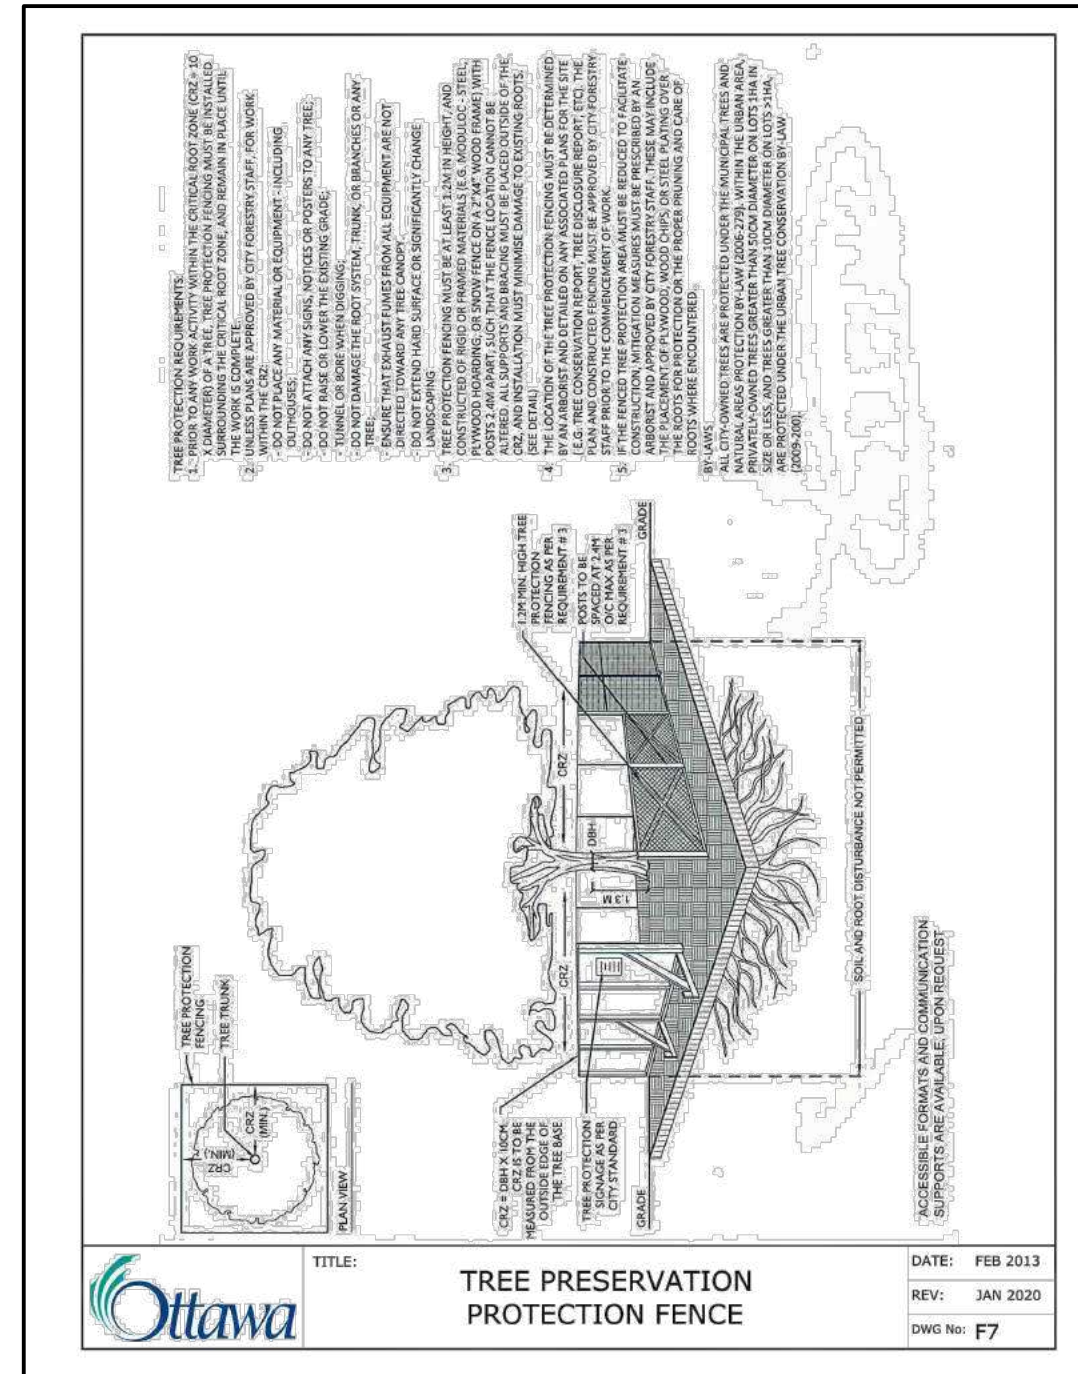 TREE PROTECTION REQUIREMENTS:
1. PRIOR TO ANY WORK ACTIVITY WITHIN THE CRITICAL ROOT ZONE (CRZ = 10
X DIAMETER) OF A TREE, TREE PROTECTION FENCING MUST BE INSTALLED
SURROUNDING THE CRITICAL ROOT ZONE, AND REMAIN IN PLACE UNTIL
THE WORK IS COMPLETE.
2. UNLESS PLANS ARE APPROVED BY CITY FORESTRY STAFF, FOR WORK
WITHIN THE CRZ:
- DO NOT PLACE ANY MATERIAL OR EQUIPMENT - INCLUDING
OUTHOUSES;
- DO NOT ATTACH ANY SIGNS, NOTICES OR POSTERS TO ANY TREE;
- DO NOT RAISE OR LOWER THE EXISTING GRADE;
- TUNNEL OR BORE WHEN DIGGING;
- DO NOT DAMAGE THE ROOT SYSTEM, TRUNK, OR BRANCHES OR ANY
TREE;
- ENSURE THAT EXHAUST FUMES FROM ALL EQUIPMENT ARE NOT
DIRECTED TOWARD ANY TREE CANOPY.
- DO NOT EXTEND HARD SURFACE OR SIGNIFICANTLY CHANGE
LANDSCAPING
3. TREE PROTECTION FENCING MUST BE AT LEAST 1.2M IN HEIGHT, AND
CONSTRUCTED OF RIGID OR FRAMED MATERIALS (E.G. MODULOC - STEEL,
PLYWOOD HOARDING, OR SNOW FENCE ON A 2"X4" WOOD FRAME) WITH
POSTS 2.4M APART, SUCH THAT THE FENCE LOCATION CANNOT BE
ALTERED. ALL SUPPORTS AND BRACING MUST BE PLACED OUTSIDE OF THE
CRZ, AND INSTALLATION MUST MINIMISE DAMAGE TO EXISTING ROOTS.
(SEE DETAIL)
4. THE LOCATION OF THE TREE PROTECTION FENCING MUST BE DETERMINED
BY AN ARBORIST AND DETAILED ON ANY ASSOCIATED PLANS FOR THE SITE
(E.G. TREE CONSERVATION REPORT, TREE DISCLOSURE REPORT, ETC). THE
PLAN AND CONSTRUCTED FENCING MUST BE APPROVED BY CITY FORESTRY
STAFF PRIOR TO THE COMMENCEMENT OF WORK.
5. IF THE FENCED TREE PROTECTION AREA MUST BE REDUCED TO FACILITATE
CONSTRUCTION, MITIGATION MEASURES MUST BE PRESCRIBED BY AN
ARBORIST AND APPROVED BY CITY FORESTRY STAFF. THESE MAY INCLUDE
THE PLACEMENT OF PLYWOOD, WOOD CHIPS, OR STEEL PLATING OVER
THE ROOTS FOR PROTECTION OR THE PROPER PRUNING AND CARE OF
ROOTS WHERE ENCOUNTERED.
BY-LAWS
ALL CITY-OWNED TREES ARE PROTECTED UNDER THE MUNICIPAL TREES AND
NATURAL AREAS PROTECTION BY-LAW (2006-279). WITHIN THE URBAN AREA,
PRIVATELY-OWNED TREES GREATER THAN 50CM DIAMETER ON LOTS 1HA IN
SIZE OR LESS, AND TREES GREATER THAN 10CM DIAMETER ON LOTS >1HA,
ARE PROTECTED UNDER THE URBAN TREE CONSERVATION BY-LAW
(2009-200).
TREE PROTECTION
FENCING
TREE TRUNK
CRZ
(MIN.)
CRZ
(MIN.)
PLAN VIEW
1.2M MIN. HIGH TREE
PROTECTION
FENCING AS PER
REQUIREMENT # 3
POSTS TO BE
SPACED AT 2.4M
O/C MAX AS PER
REQUIREMENT # 3
GRADE
CRZ
CRZ
DBH
1.3 M
CRZ = DBH X 10CM.
CRZ IS TO BE
MEASURED FROM THE
OUTSIDE EDGE OF
THE TREE BASE
TREE PROTECTION
SIGNAGE AS PER
CITY STANDARD
GRADE
SOIL AND ROOT DISTURBANCE NOT PERMITTED
ACCESSIBLE FORMATS AND COMMUNICATION
SUPPORTS ARE AVAILABLE, UPON REQUEST
Ottawa
TITLE:
TREE PRESERVATION
PROTECTION FENCE
DATE: FEB 2013
REV: JAN 2020
DWG No: F7